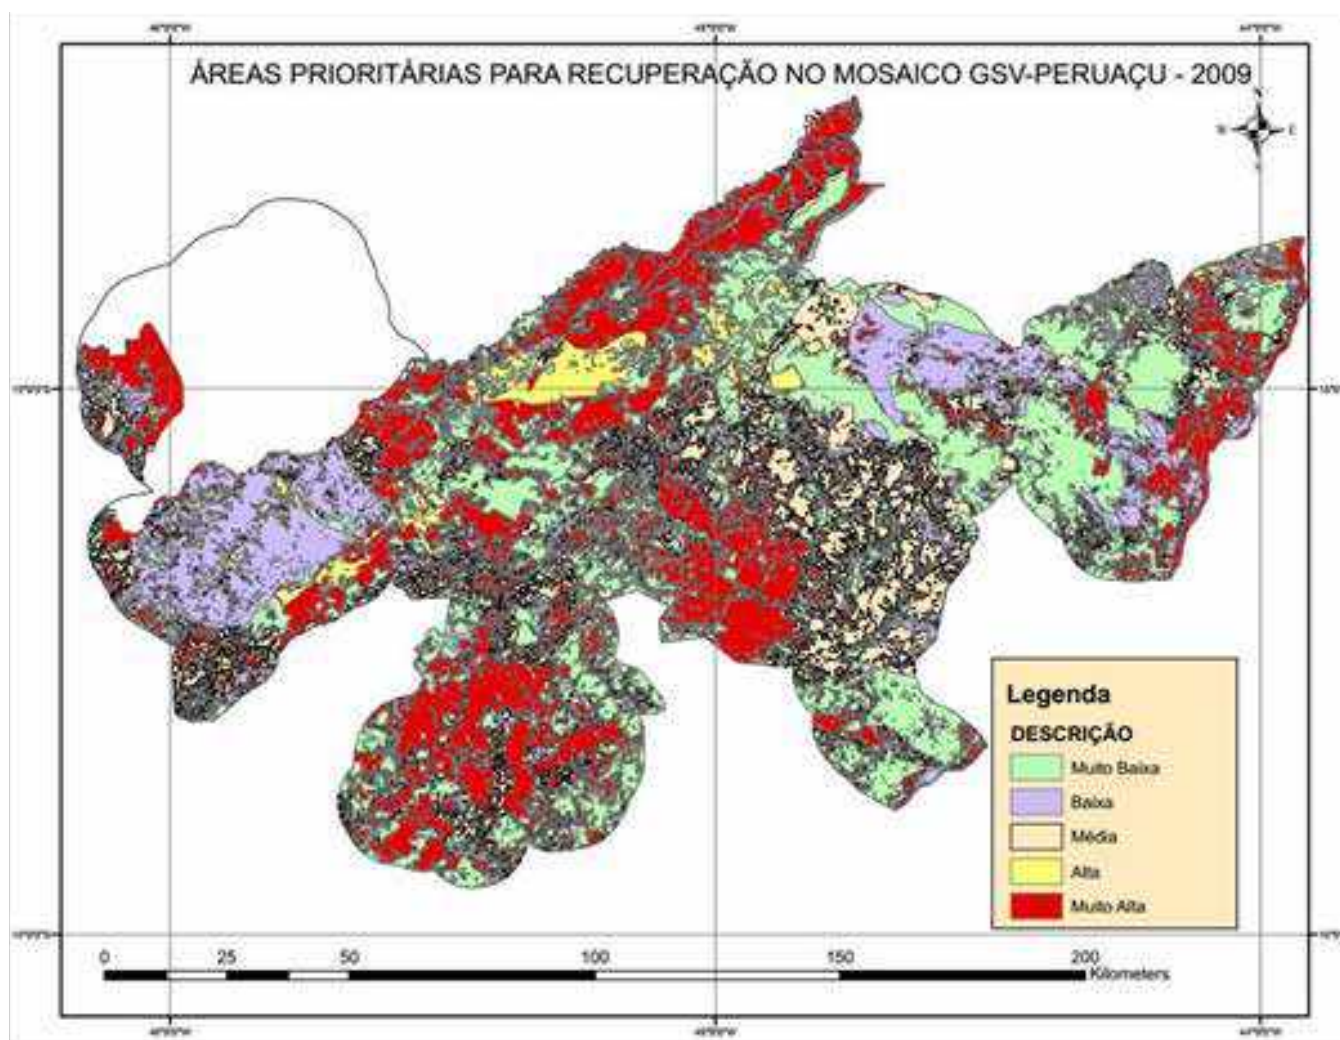 ÁREAS PRIORITÁRIAS PARA RECUPERAÇÃO NO MOSAICO GSV-PERUAÇU - 2009
N
E
Legenda
DESCRIÇÃO
Muito Baixa
Baixa
Média
Alta
Muito Alta
0 25 50 100 150 200
Kilometers